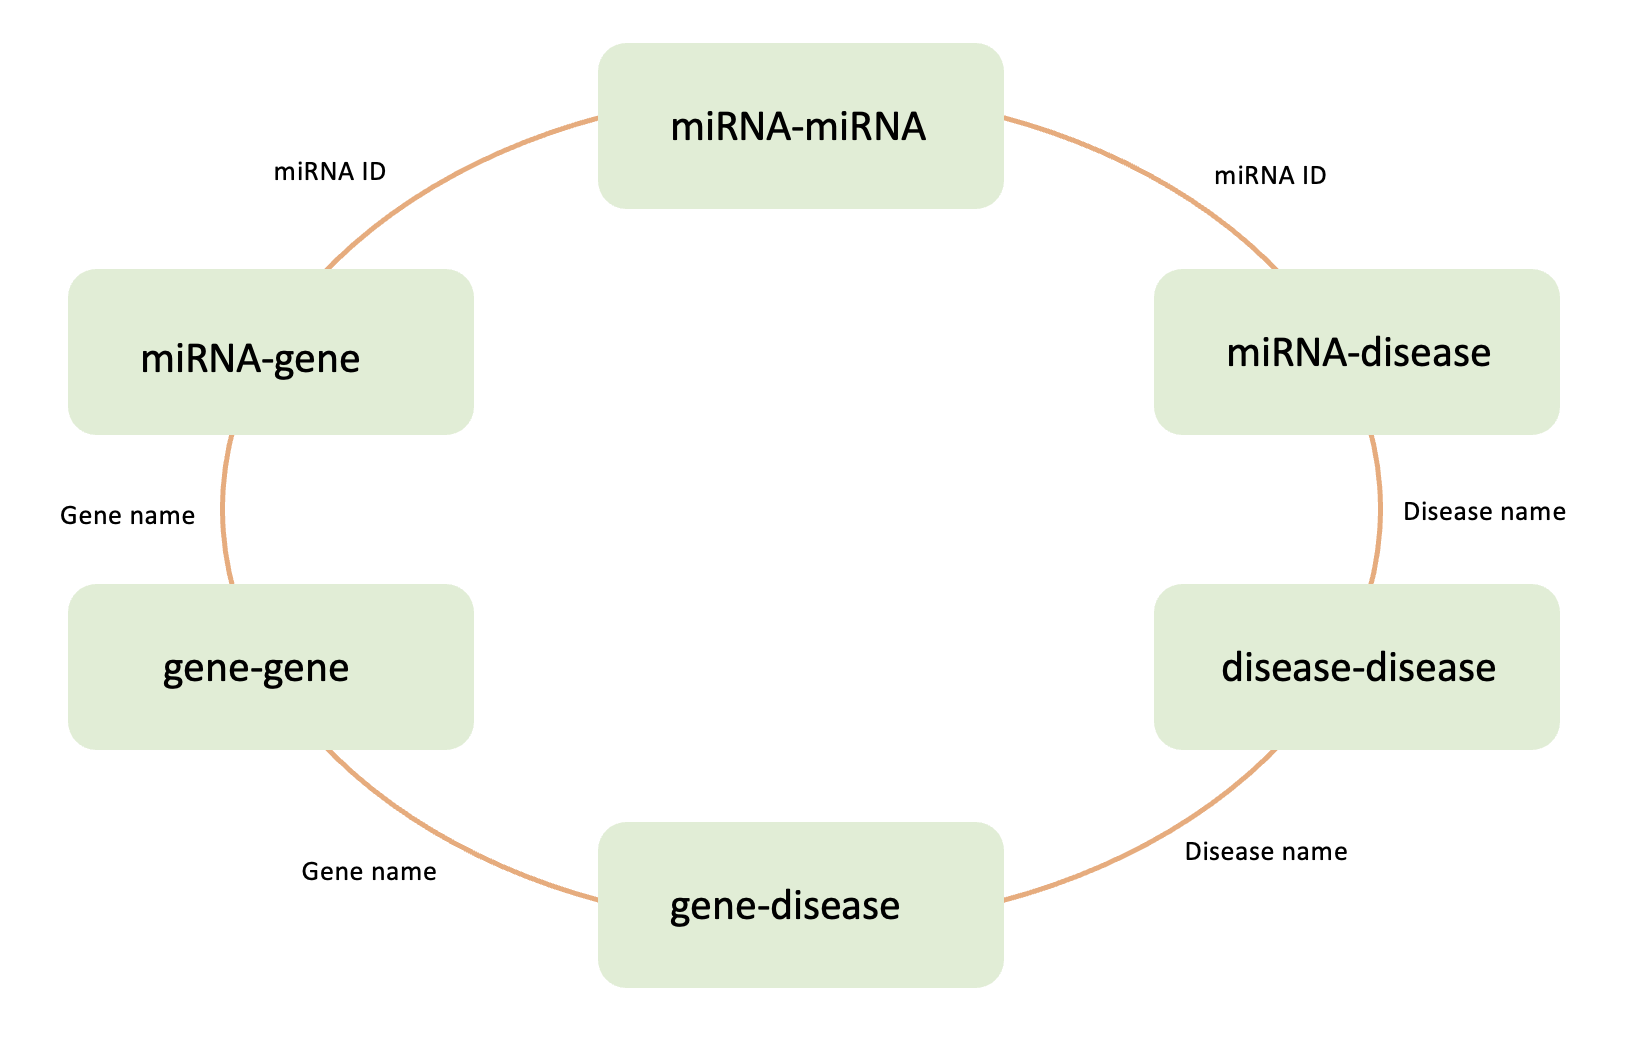 miRNA-miRNA
miRNA ID
miRNA ID
miRNA-gene
miRNA-disease
Gene name
Disease name
gene-gene
disease-disease
Gene name
Disease name
gene-disease